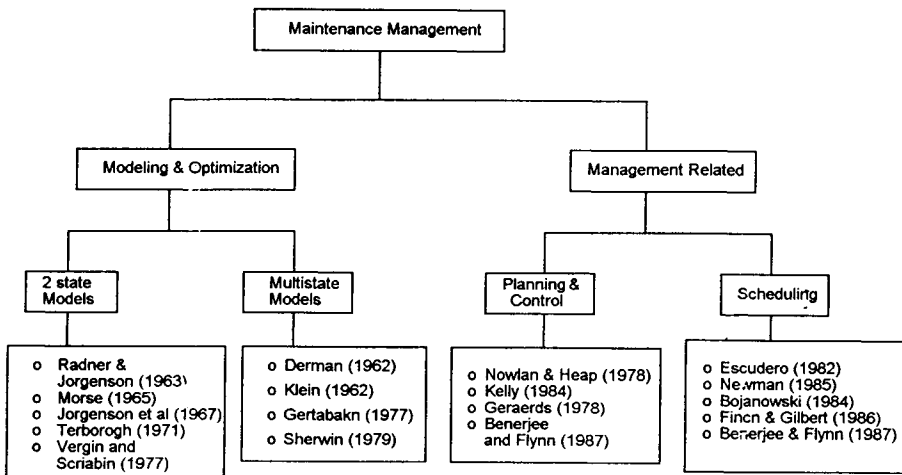 Maintenance Management
Modeling & Optimization
Management Related
2 state
Models
Multistate
Models
Planning &
Control
Scheduling
o Radner &
Jorgenson (1963)
o Morse (1965)
o Jorgenson et al (1967)
o Terborogh (1971)
o Vergin and
Scriabin (1977)
o Derman (1962)
o Klein (1962)
o Gertabakn (1977)
o Sherwin (1979)
o Nowlan & Heap (1978)
o Kelly (1984)
o Geraerds (1978)
o Benerjee
and Flynn (1987)
o Escudero (1982)
o Newman (1985)
o Bojanowski (1984)
o Fincn & Gilbert (1986)
o Benerjee & Flynn (1987)